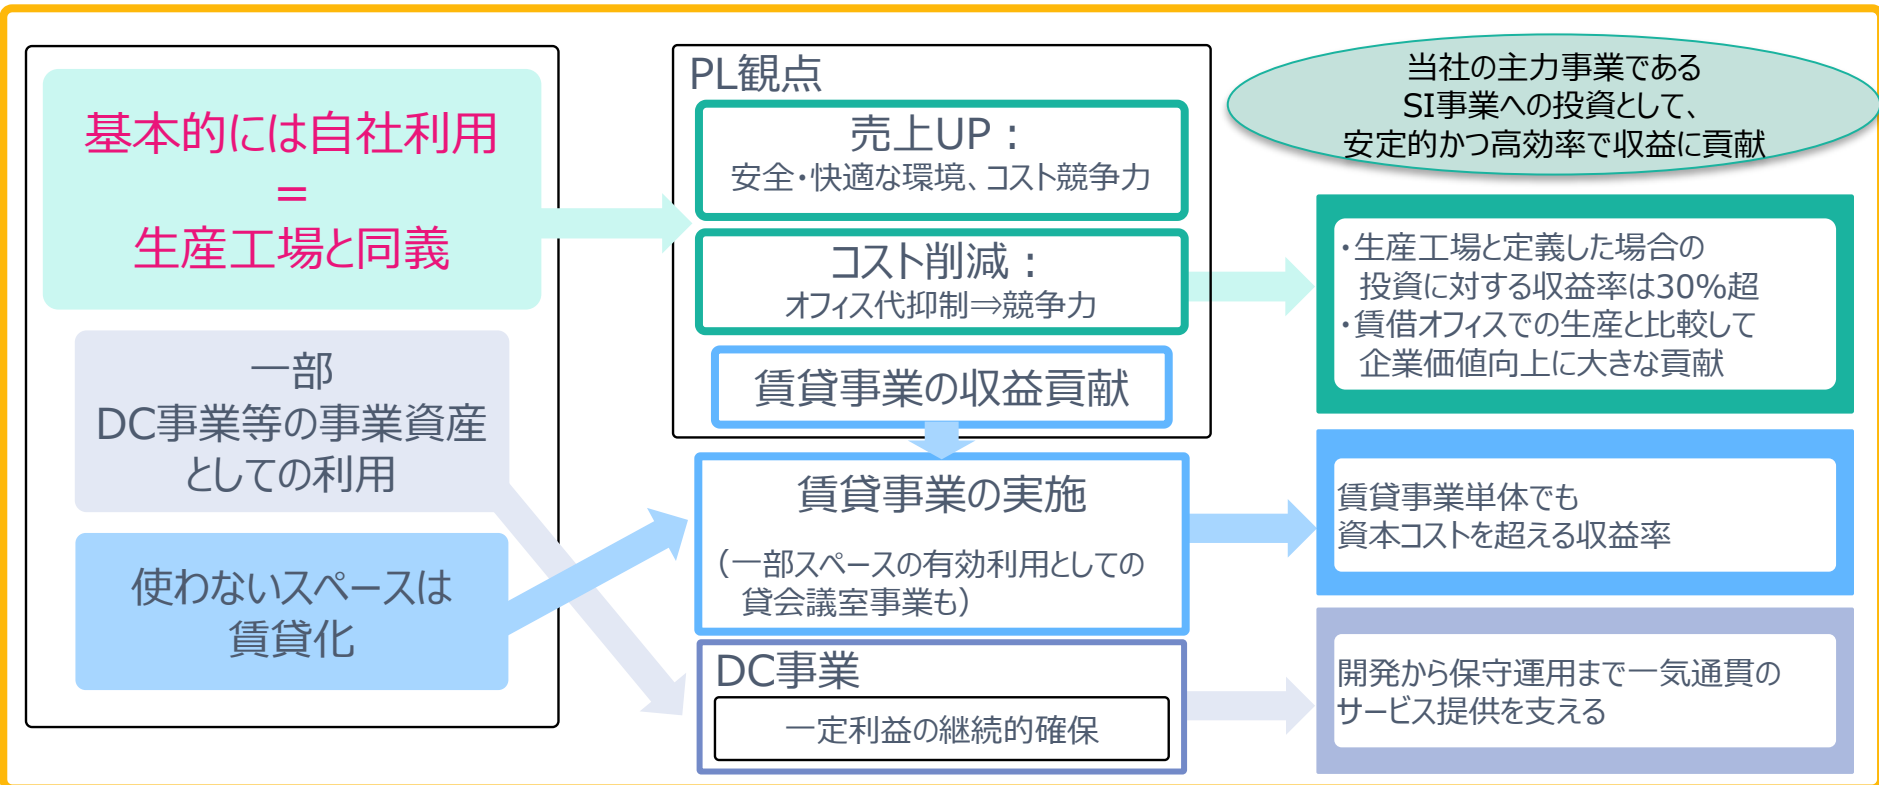 基本的には自社利用
=
生産工場と同義
一部
DC事業等の事業資産
としての利用
使わないスペースは
賃貸化
PL観点
売上UP：
安全・快適な環境、コスト競争力
コスト削減：
オフィス代抑制⇒競争力
賃貸事業の収益貢献
賃貸事業の実施
（一部スペースの有効利用としての
貸会議室事業も）
DC事業
一定利益の継続的確保
当社の主力事業である
SI事業への投資として、
安定的かつ高効率で収益に貢献
・生産工場と定義した場合の
投資に対する収益率は30%超
・賃借オフィスでの生産と比較して
企業価値向上に大きな貢献
賃貸事業単体でも
資本コストを超える収益率
開発から保守運用まで一気通貫の
サービス提供を支える